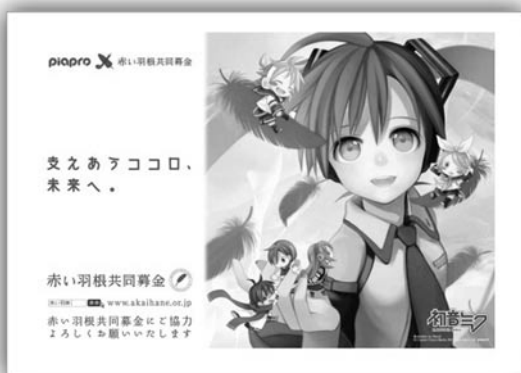 piapro × 赤い羽根共同募金
支えあうココロ、
未来へ。
赤い羽根共同募金
www.akaihane.or.jp
赤い羽根共同募金にご協力
よろしくお願いいたします
初音ミク